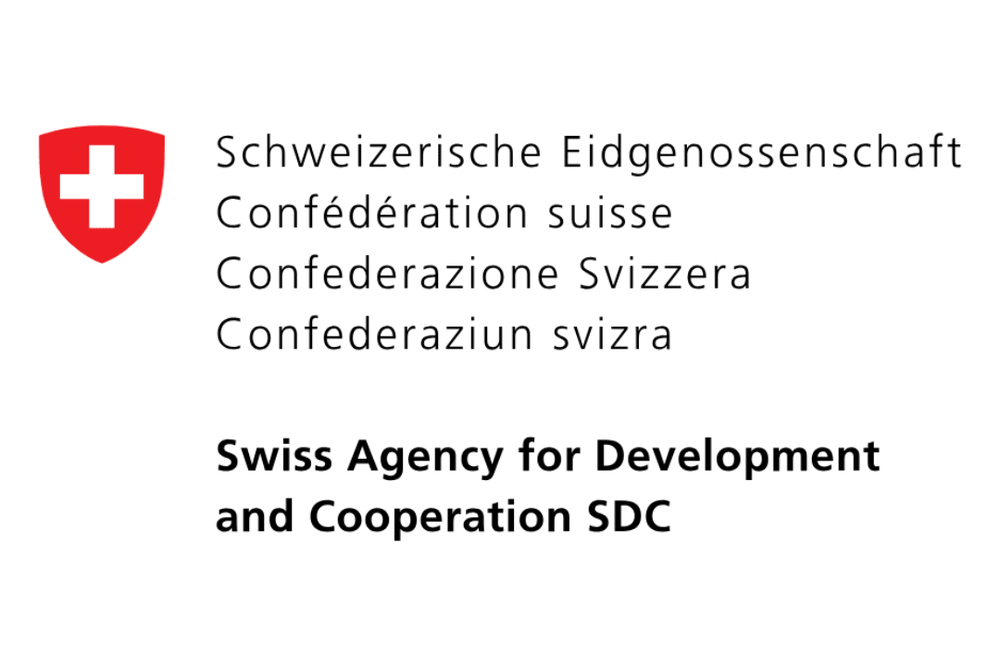 Schweizerische Eidgenossenschaft
Confédération suisse
Confederazione Svizzera
Confederaziun svizra
Swiss Agency for Development
and Cooperation SDC